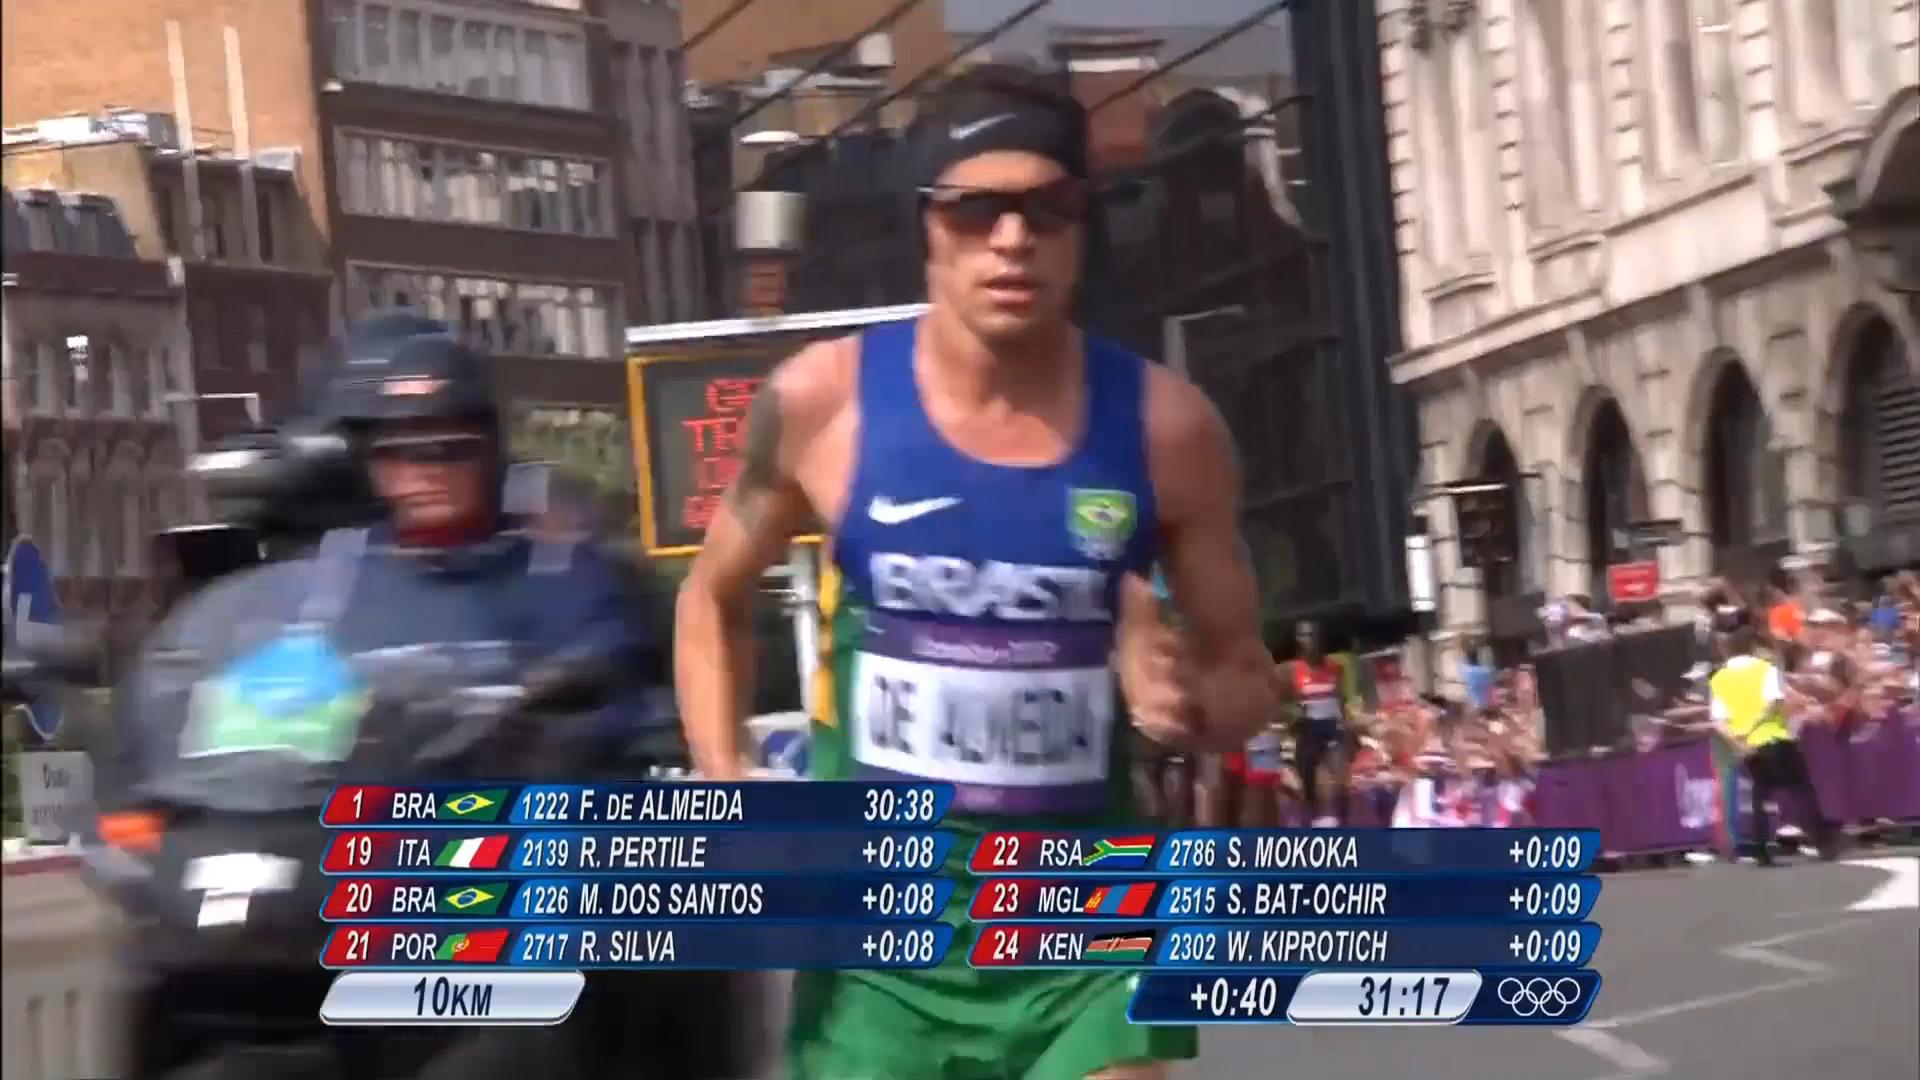 BRASIL
DE ALMEIDA
1 BRA 1222 F. DE ALMEIDA 30:38
19 ITA 2139 R. PERTILE +0:08
20 BRA 1226 M. DOS SANTOS +0:08
21 POR 2717 R. SILVA +0:08
22 RSA 2786 S. MOKOKA +0:09
23 MGL 2515 S. BAT-OCHIR +0:09
24 KEN 2302 W. KIPROTICH +0:09
10KM
+0:40 31:17